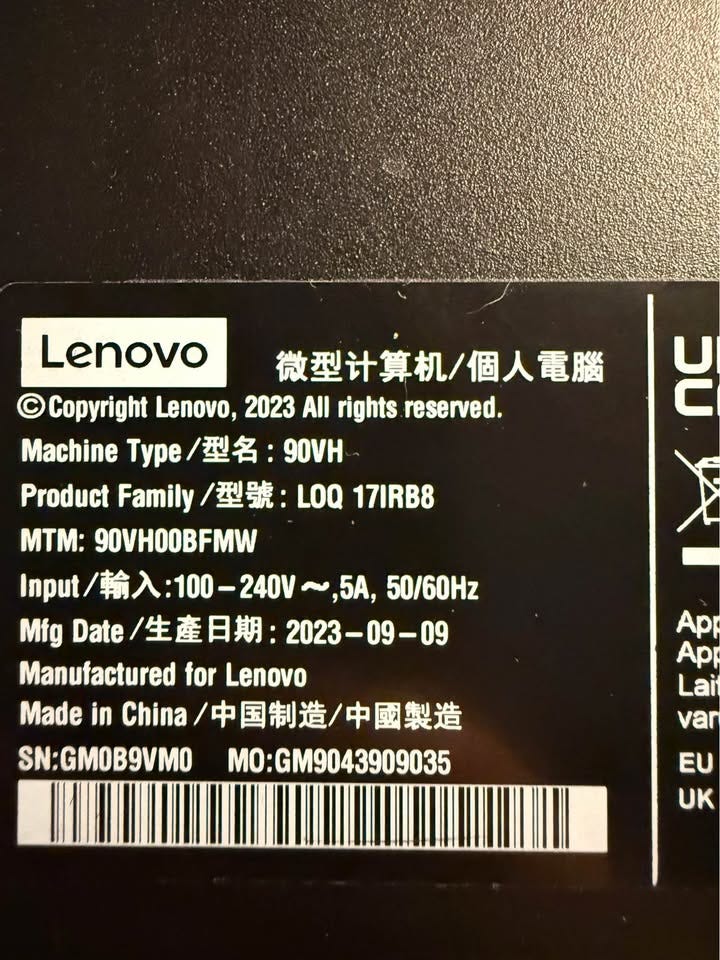 Lenovo 微型计算机/個人電腦
©Copyright Lenovo, 2023 All rights reserved.
Machine Type/型名: 90VH
Product Family/型號: LOQ 17IRB8
MTM: 90VH00BFMW
Input/輸入:100-240V~,5A, 50/60Hz
Mfg Date/生產日期: 2023-09-09
Manufactured for Lenovo
Made in China/中国制造/中國製造
SN:GM0B9VM0 MO:GM9043909035
EU
UK